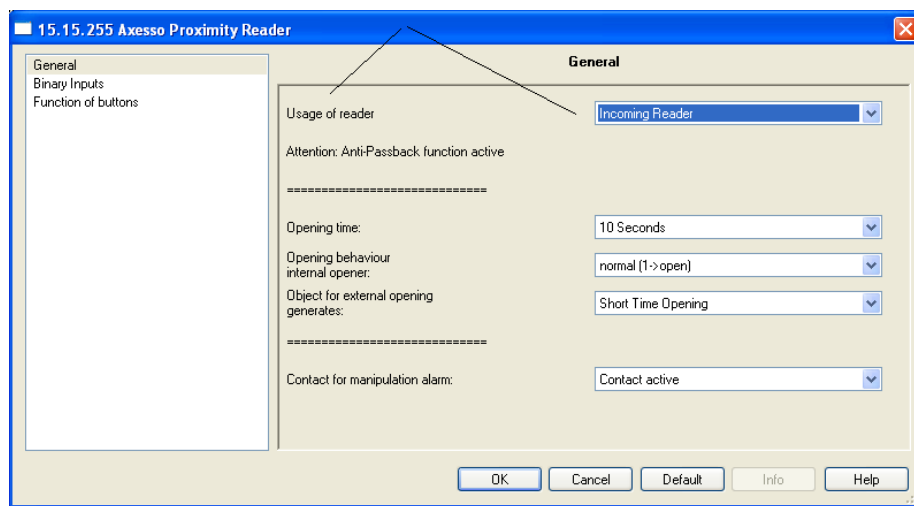 15.15.255 Axesso Proximity Reader
General
Binary Inputs
Function of buttons
General
Usage of reader
Incoming Reader
Attention: Anti-Passback function active
==============================
Opening time:
10 Seconds
Opening behaviour
internal opener:
normal (1->open)
Object for external opening
generates:
Short Time Opening
==============================
Contact for manipulation alarm:
Contact active
OK
Cancel
Default
Info
Help